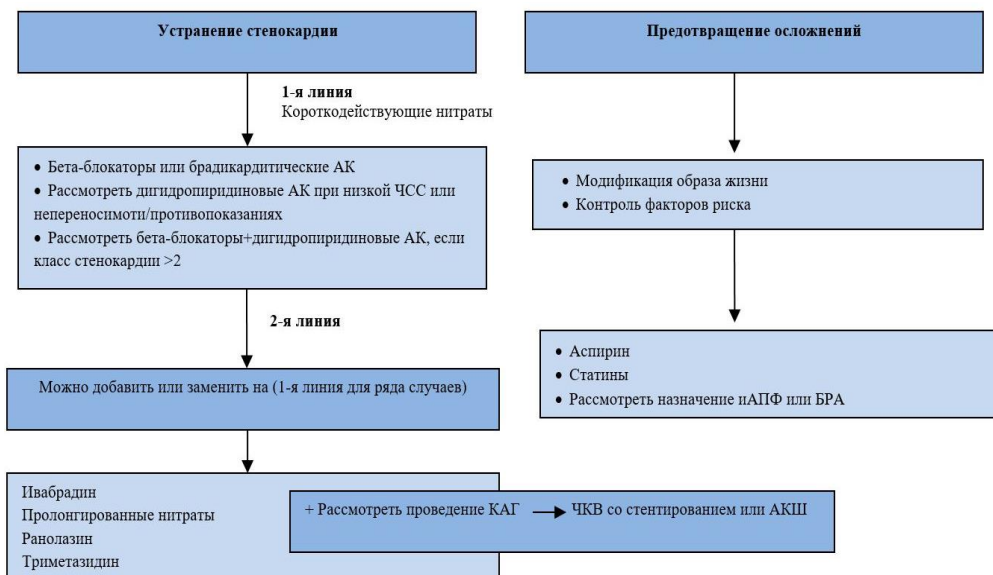 Устранение стенокардии
1-я линия
Короткодействующие нитраты
• Бета-блокаторы или брадикардитические АК
• Рассмотреть дигидропиридиновые АК при низкой ЧСС или
непереносимоти/противопоказаниях
• Рассмотреть бета-блокаторы+дигидропиридиновые АК, если
класс стенокардии >2
2-я линия
Можно добавить или заменить на (1-я линия для ряда случаев)
Ивабрадин
Пролонгированные нитраты
Ранолазин
Триметазидин
+ Рассмотреть проведение КАГ → ЧКВ со стентированием или АКШ
Предотвращение осложнений
• Модификация образа жизни
• Контроль факторов риска
• Аспирин
• Статины
• Рассмотреть назначение иАПФ или БРА